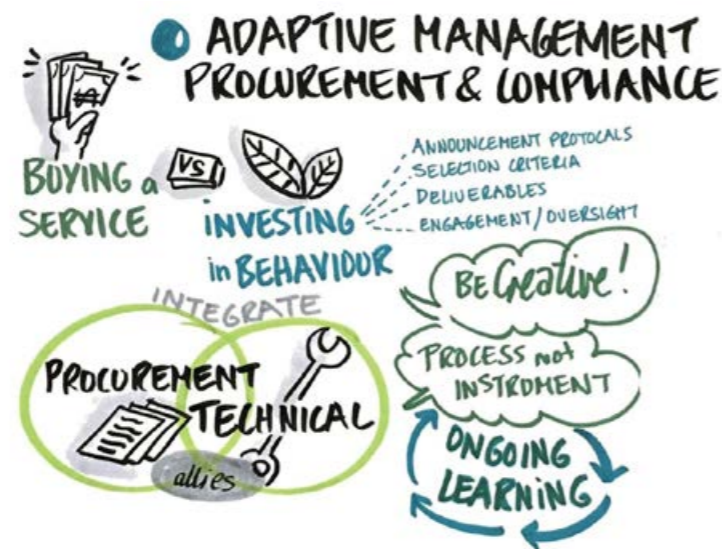 ADAPTIVE MANAGEMENT
PROCUREMENT & COMPLIANCE
BUYING a
SERVICE
VS
INVESTING
in BEHAVIOUR
ANNOUNCEMENT PROTOCALS
SELECTION CRITERIA
DELIVERABLES
ENGAGEMENT/OVERSIGHT
BE Creative!
PROCESS not
INSTROMENT
INTEGRATE
PROCUREMENT
TECHNICAL
allies
ONGOING
LEARNING